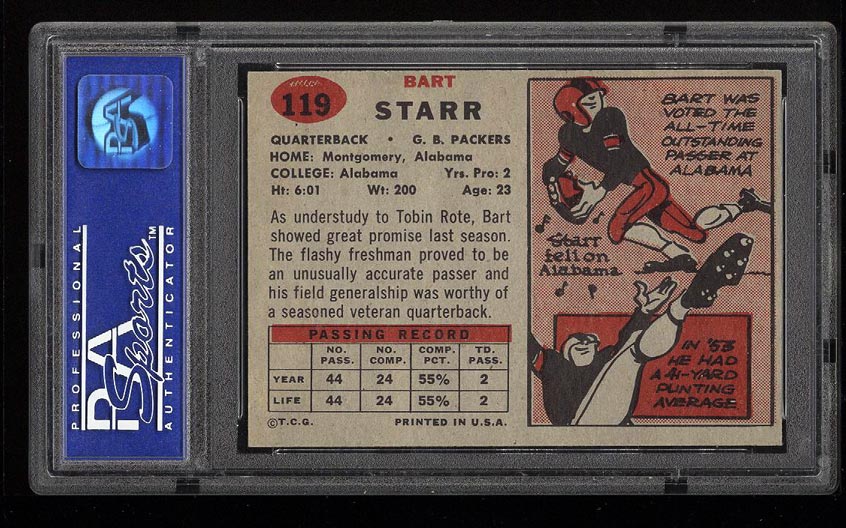 PSA
PROFESSIONAL
PSA
Sports™
AUTHENTICATOR
119
BART
STARR
QUARTERBACK • G. B. PACKERS
HOME: Montgomery, Alabama
COLLEGE: Alabama Yrs. Pro: 2
Ht: 6:01 Wt: 200 Age: 23
As understudy to Tobin Rote, Bart
showed great promise last season.
The flashy freshman proved to be
an unusually accurate passer and
his field generalship was worthy of
a seasoned veteran quarterback.
PASSING RECORD
NO. PASS. NO. COMP. COMP. PCT. TD. PASS.
YEAR 44 24 55% 2
LIFE 44 24 55% 2
©T.C.G. PRINTED IN U.S.A.
BART WAS
VOTED THE
ALL-TIME
OUTSTANDING
PASSER AT
ALABAMA
Starr
fell on
Alabama
IN '53
HE HAD
A 41-YARD
PUNTING
AVERAGE